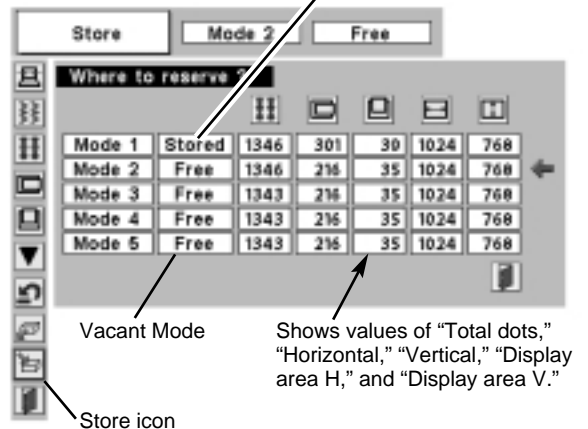 Store Mode 2 Free
Where to reserve ?
Mode 1 Stored 1346 301 30 1024 768
Mode 2 Free 1346 216 35 1024 768
Mode 3 Free 1343 216 35 1024 768
Mode 4 Free 1343 216 35 1024 768
Mode 5 Free 1343 216 35 1024 768
Vacant Mode
Shows values of “Total dots,”
“Horizontal,” “Vertical,” “Display
area H,” and “Display area V.”
Store icon